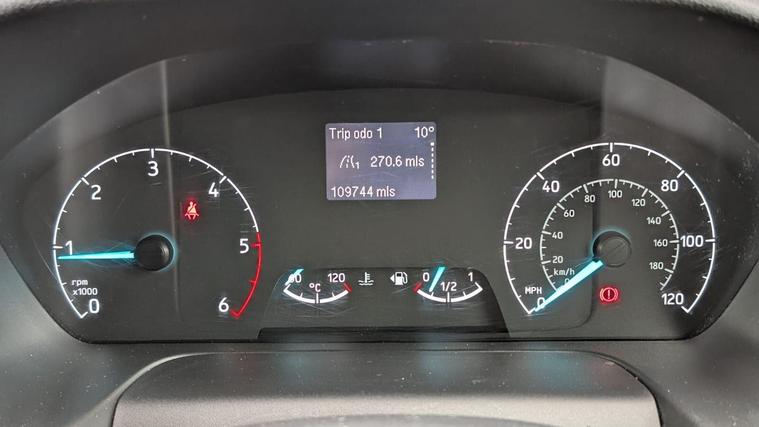 Trip odo 1 10°
1 270.6 mls
109744 mls
0 1 2 3 4 5 6
rpm
x1000
120
°C
0 1/2 1
0 20 40 60 80 100 120
MPH
20 40 60 80 100 120 140 160 180
km/h